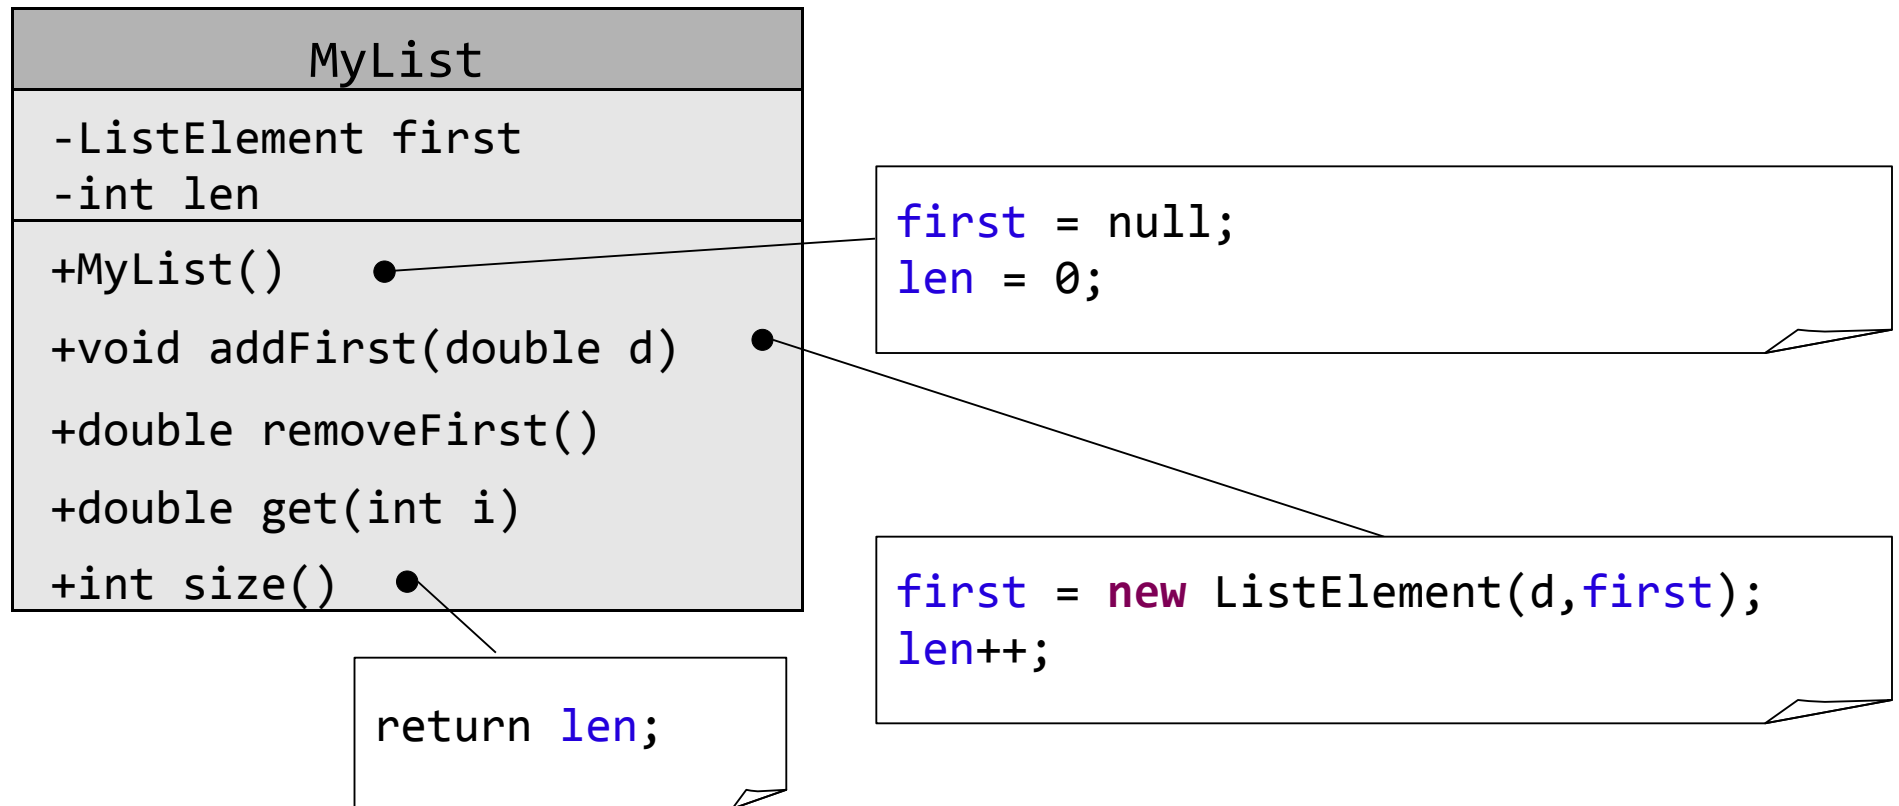 MyList
-ListElement first
-int len
+MyList()
+void addFirst(double d)
+double removeFirst()
+double get(int i)
+int size()
first = null;
len = 0;
first = new ListElement(d,first);
len++;
return len;